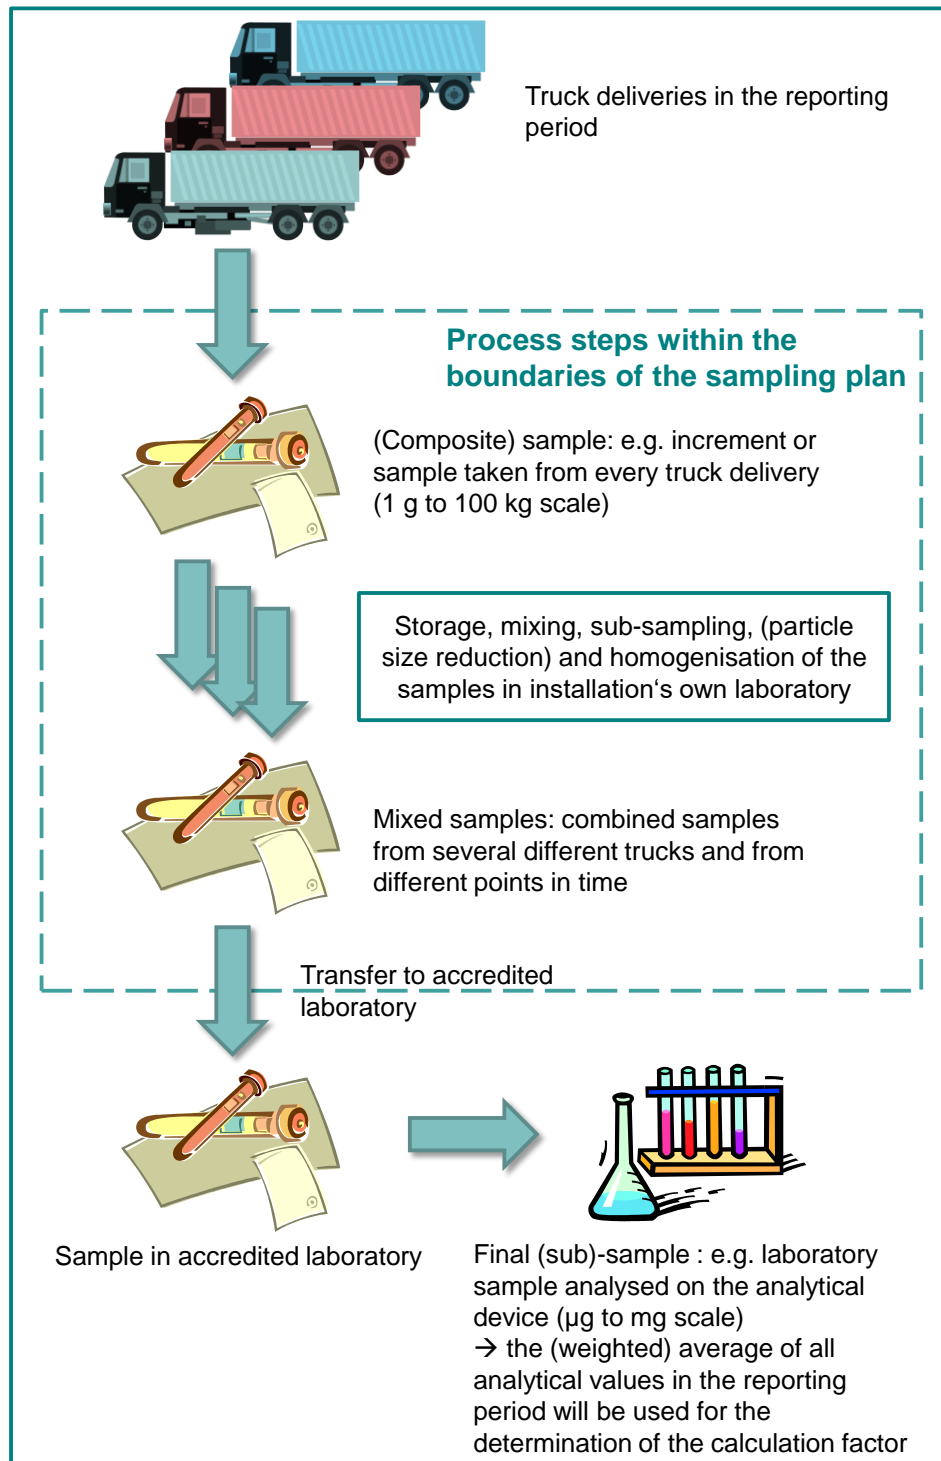 Truck deliveries in the reporting
period
Process steps within the
boundaries of the sampling plan
(Composite) sample: e.g. increment or
sample taken from every truck delivery
(1 g to 100 kg scale)
Storage, mixing, sub-sampling, (particle
size reduction) and homogenisation of the
samples in installation‘s own laboratory
Mixed samples: combined samples
from several different trucks and from
different points in time
Transfer to accredited
laboratory
Sample in accredited laboratory
Final (sub)-sample : e.g. laboratory
sample analysed on the analytical
device (µg to mg scale)
→ the (weighted) average of all
analytical values in the reporting
period will be used for the
determination of the calculation factor